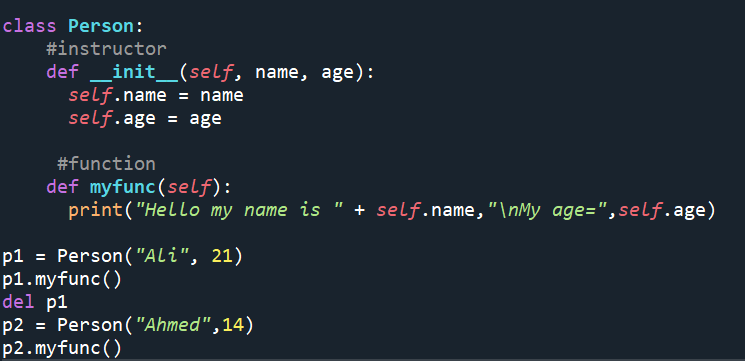 class Person:
    #instructor
    def __init__(self, name, age):
      self.name = name
      self.age = age

     #function
    def myfunc(self):
      print("Hello my name is " + self.name,"\nMy age=",self.age)

p1 = Person("Ali", 21)
p1.myfunc()
del p1
p2 = Person("Ahmed",14)
p2.myfunc()